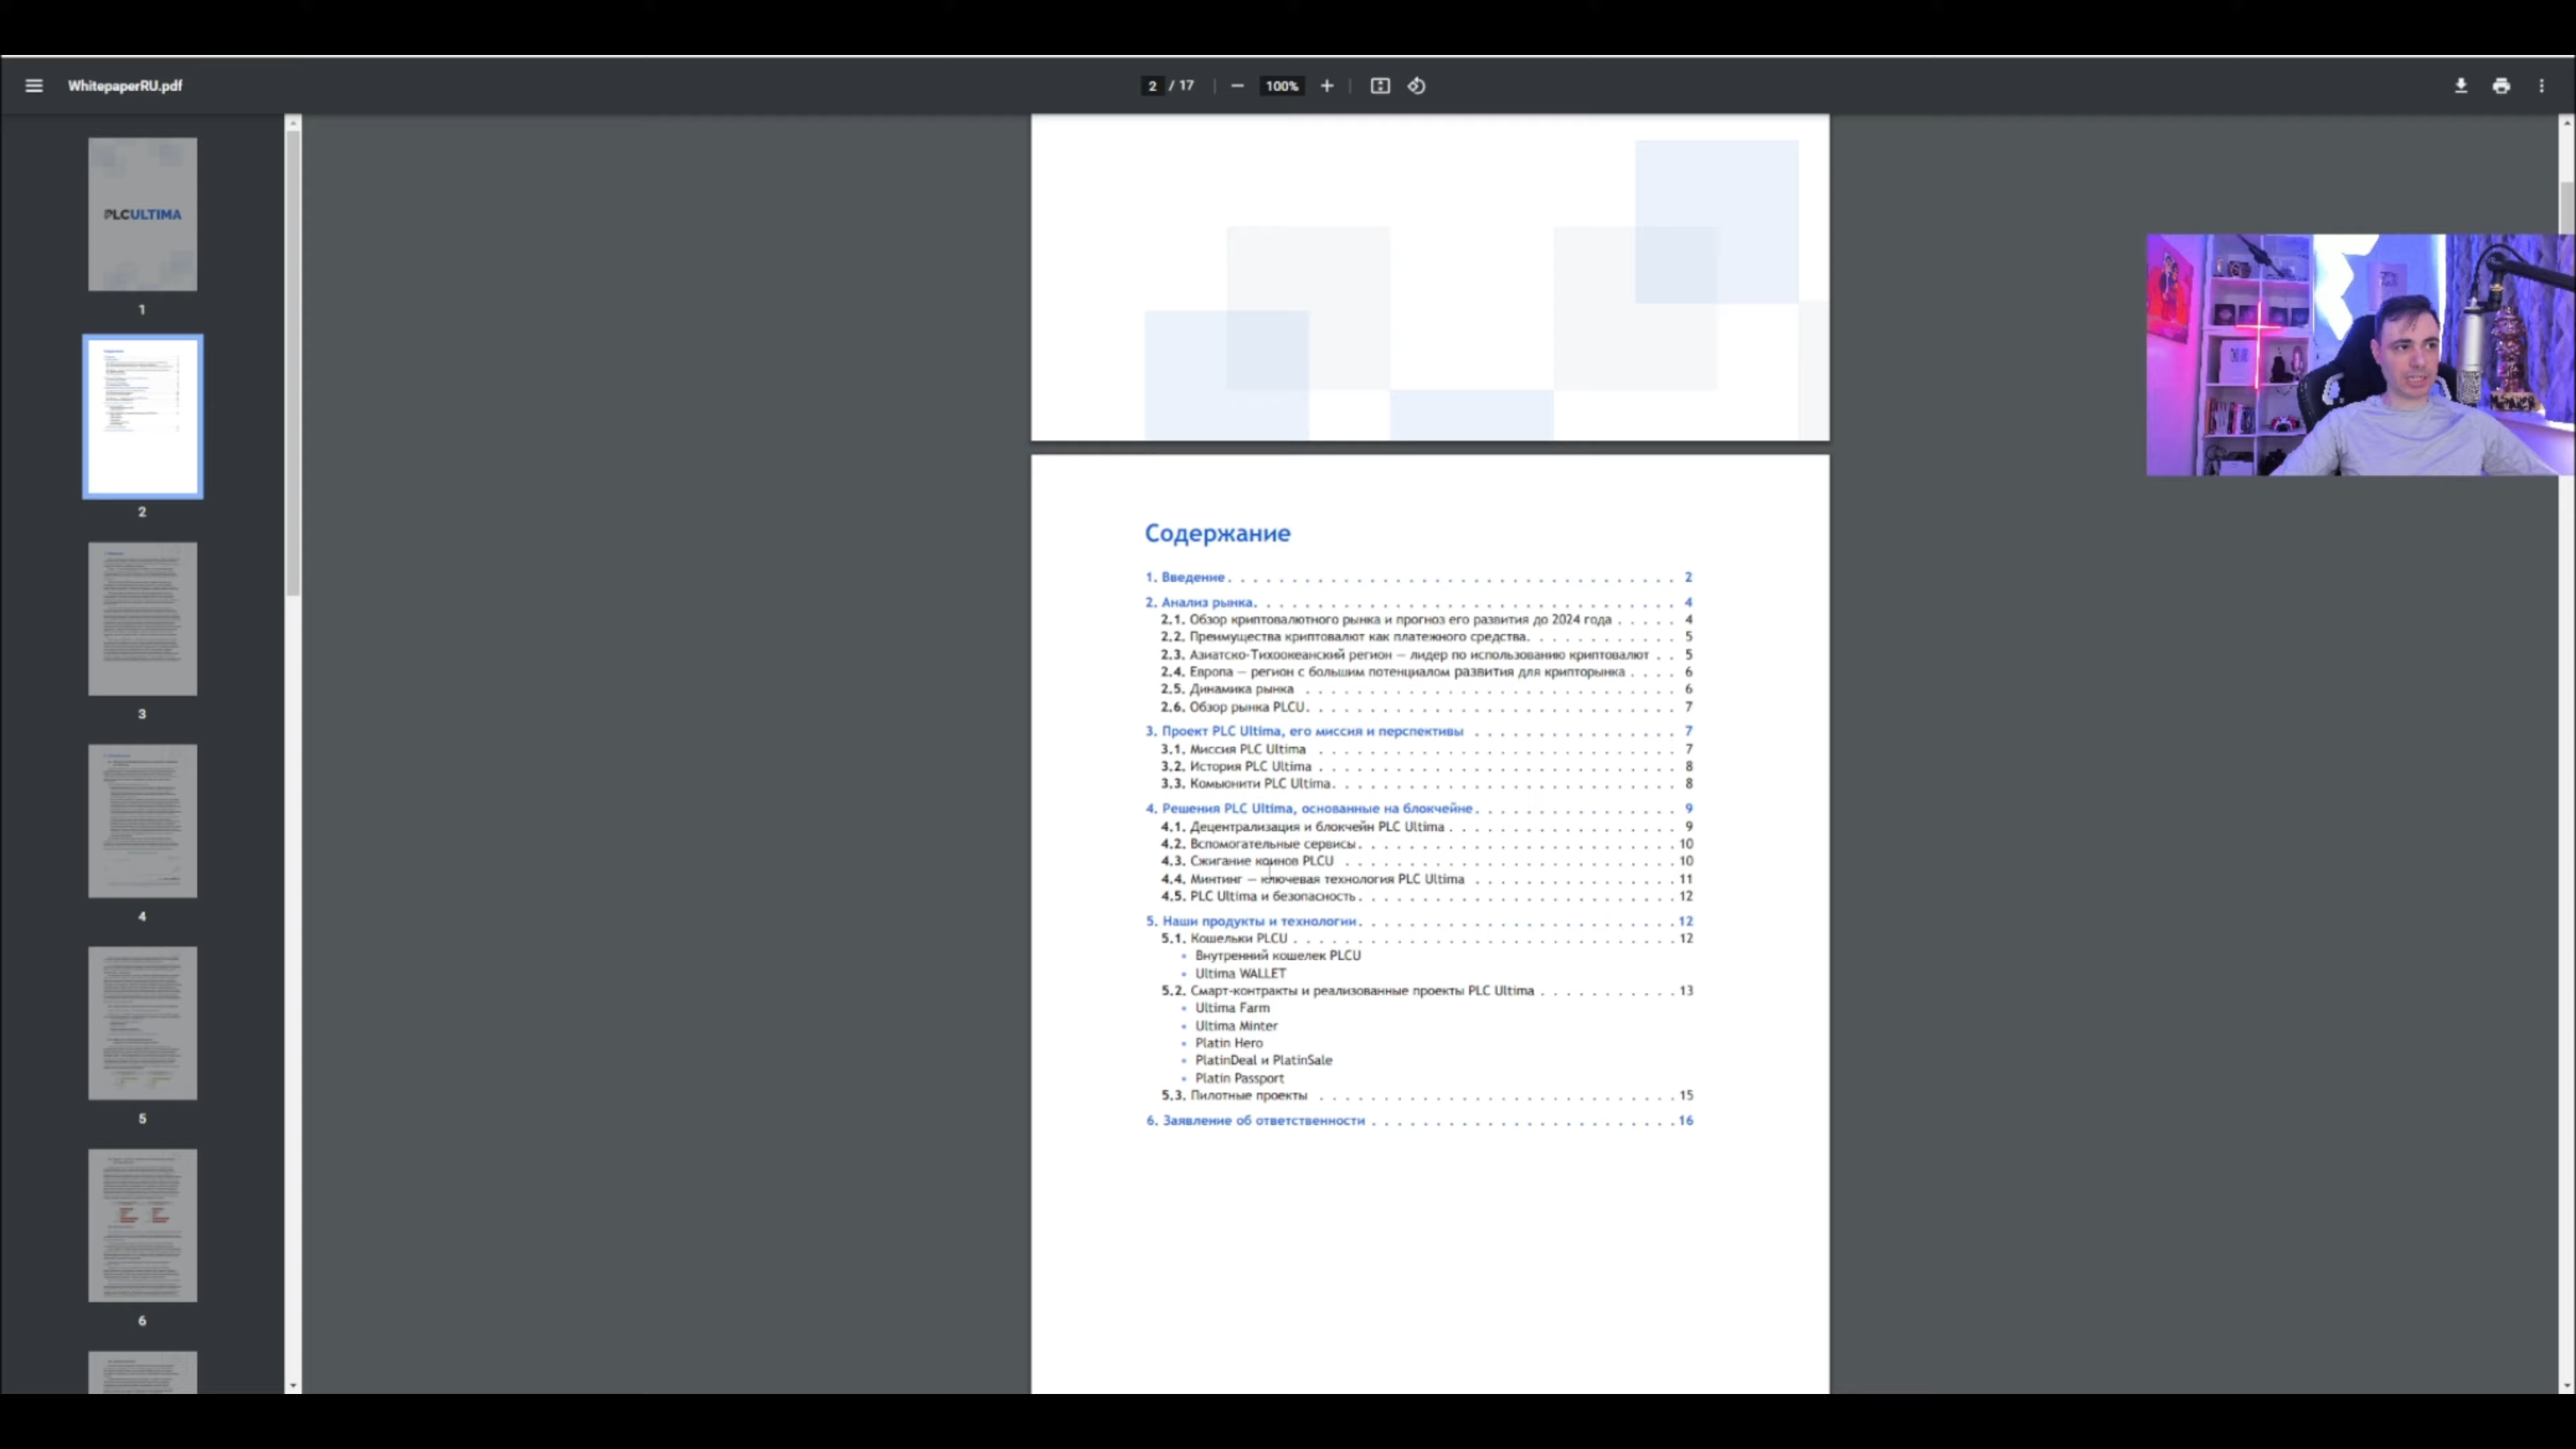 WhitepaperRU.pdf
2 / 17
100%
PLCULTIMA
1
2
3
4
5
6
Содержание
1. Введение 2
2. Анализ рынка 4
2.1. Обзор криптовалютного рынка и прогноз его развития до 2024 года 4
2.2. Преимущества криптовалют как платежного средства 5
2.3. Азиатско-Тихоокеанский регион — лидер по использованию криптовалют 5
2.4. Европа — регион с большим потенциалом развития для крипторынка 6
2.5. Динамика рынка 6
2.6. Обзор рынка PLCU 7
3. Проект PLC Ultima, его миссия и перспективы 7
3.1. Миссия PLC Ultima 7
3.2. История PLC Ultima 8
3.3. Комьюнити PLC Ultima 8
4. Решения PLC Ultima, основанные на блокчейне 9
4.1. Децентрализация и блокчейн PLC Ultima 9
4.2. Вспомогательные сервисы 10
4.3. Сжигание коинов PLCU 10
4.4. Минтинг — ключевая технология PLC Ultima 11
4.5. PLC Ultima и безопасность 12
5. Наши продукты и технологии 12
5.1. Кошельки PLCU 12
• Внутренний кошелек PLCU
• Ultima WALLET
5.2. Смарт-контракты и реализованные проекты PLC Ultima 13
• Ultima Farm
• Ultima Minter
• Platin Hero
• PlatinDeal и PlatinSale
• Platin Passport
5.3. Пилотные проекты 15
6. Заявление об ответственности 16